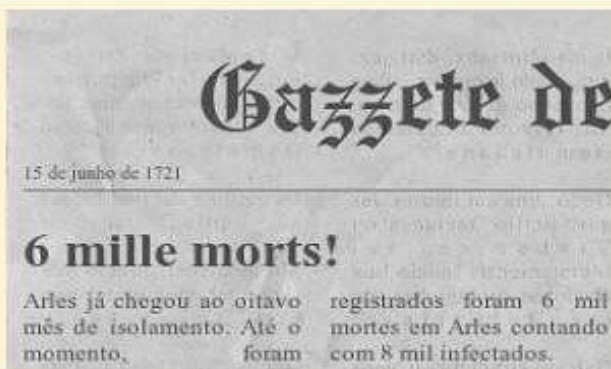 Gazzete de
15 de junho de 1721
6 mille morts!
Arles já chegou ao oitavo
mês de isolamento. Até o
momento, foram
registrados foram 6 mil
mortes em Arles contando
com 8 mil infectados.